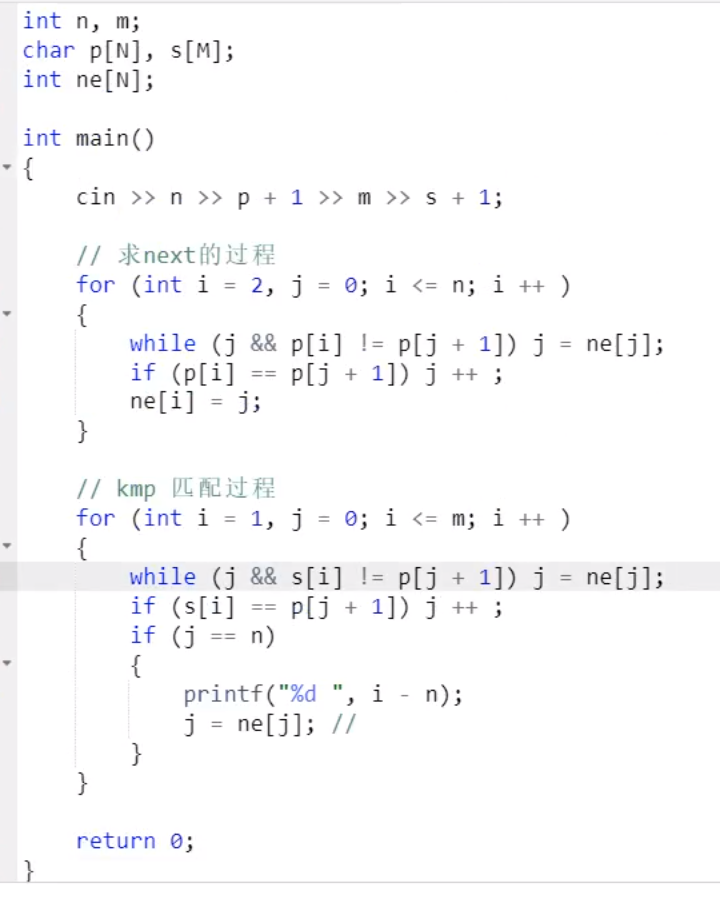 int n, m;
char p[N], s[M];
int ne[N];
int main()
{
    cin >> n >> p + 1 >> m >> s + 1;
    // 求next的过程
    for (int i = 2, j = 0; i <= n; i ++ )
    {
        while (j && p[i] != p[j + 1]) j = ne[j];
        if (p[i] == p[j + 1]) j ++ ;
        ne[i] = j;
    }
    // kmp 匹配过程
    for (int i = 1, j = 0; i <= m; i ++ )
    {
        while (j && s[i] != p[j + 1]) j = ne[j];
        if (s[i] == p[j + 1]) j ++ ;
        if (j == n)
        {
            printf("%d ", i - n);
            j = ne[j]; //
        }
    }
    return 0;
}